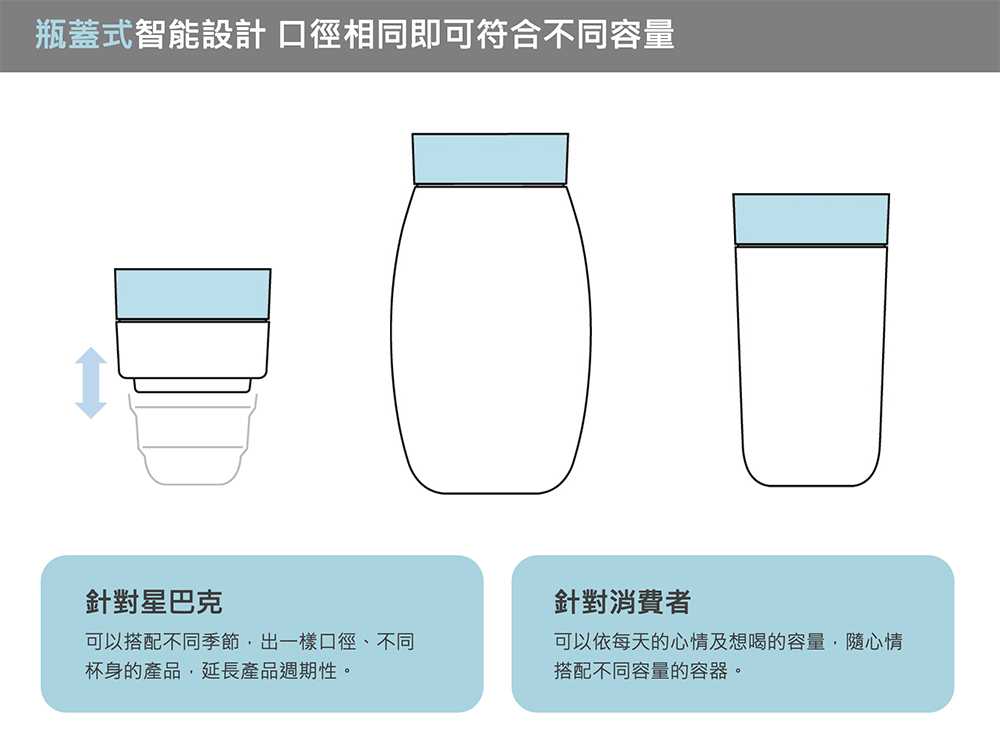 瓶蓋式智能設計 口徑相同即可符合不同容量
針對星巴克
可以搭配不同季節，出一樣口徑、不同
杯身的產品，延長產品週期性。
針對消費者
可以依每天的心情及想喝的容量，隨心情
搭配不同容量的容器。